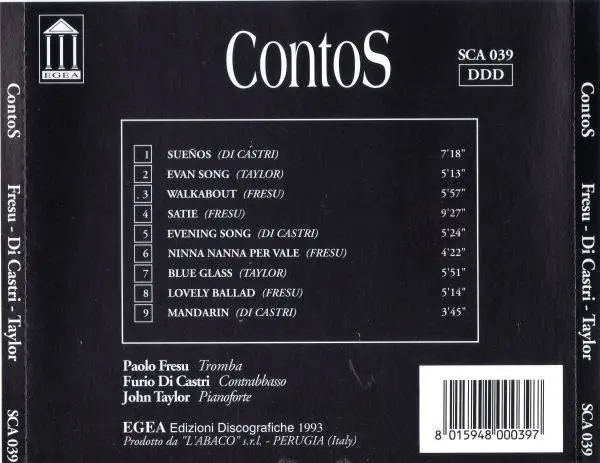 EGEA
ContoS
SCA 039
DDD
1 SUEÑOS (DI CASTRI) 7'18"
2 EVAN SONG (TAYLOR) 5'13"
3 WALKABOUT (FRESU) 5'57"
4 SATIE (FRESU) 9'27"
5 EVENING SONG (DI CASTRI) 5'24"
6 NINNA NANNA PER VALE (FRESU) 4'22"
7 BLUE GLASS (TAYLOR) 5'51"
8 LOVELY BALLAD (FRESU) 5'14"
9 MANDARIN (DI CASTRI) 3'45"
Paolo Fresu Tromba
Furio Di Castri Contrabbasso
John Taylor Pianoforte
EGEA Edizioni Discografiche 1993
Prodotto da "L'ABACO" s.r.l. - PERUGIA (Italy)
8 015948 000397
ContoS Fresu - Di Castri - Taylor SCA 039
ContoS Fresu - Di Castri - Taylor SCA 039